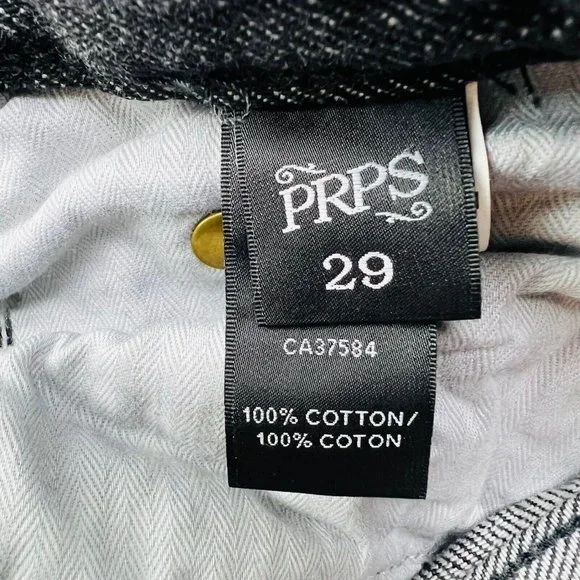 PRPS
29
CA37584
100% COTTON/
100% COTON